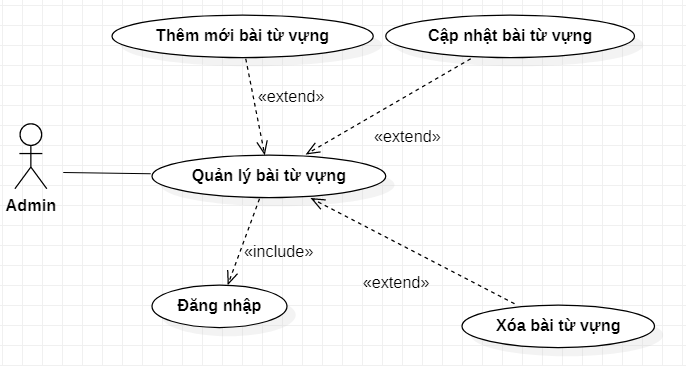 Thêm mới bài từ vựng
Cập nhật bài từ vựng
«extend»
«extend»
Admin
Quản lý bài từ vựng
«include»
«extend»
Đăng nhập
Xóa bài từ vựng